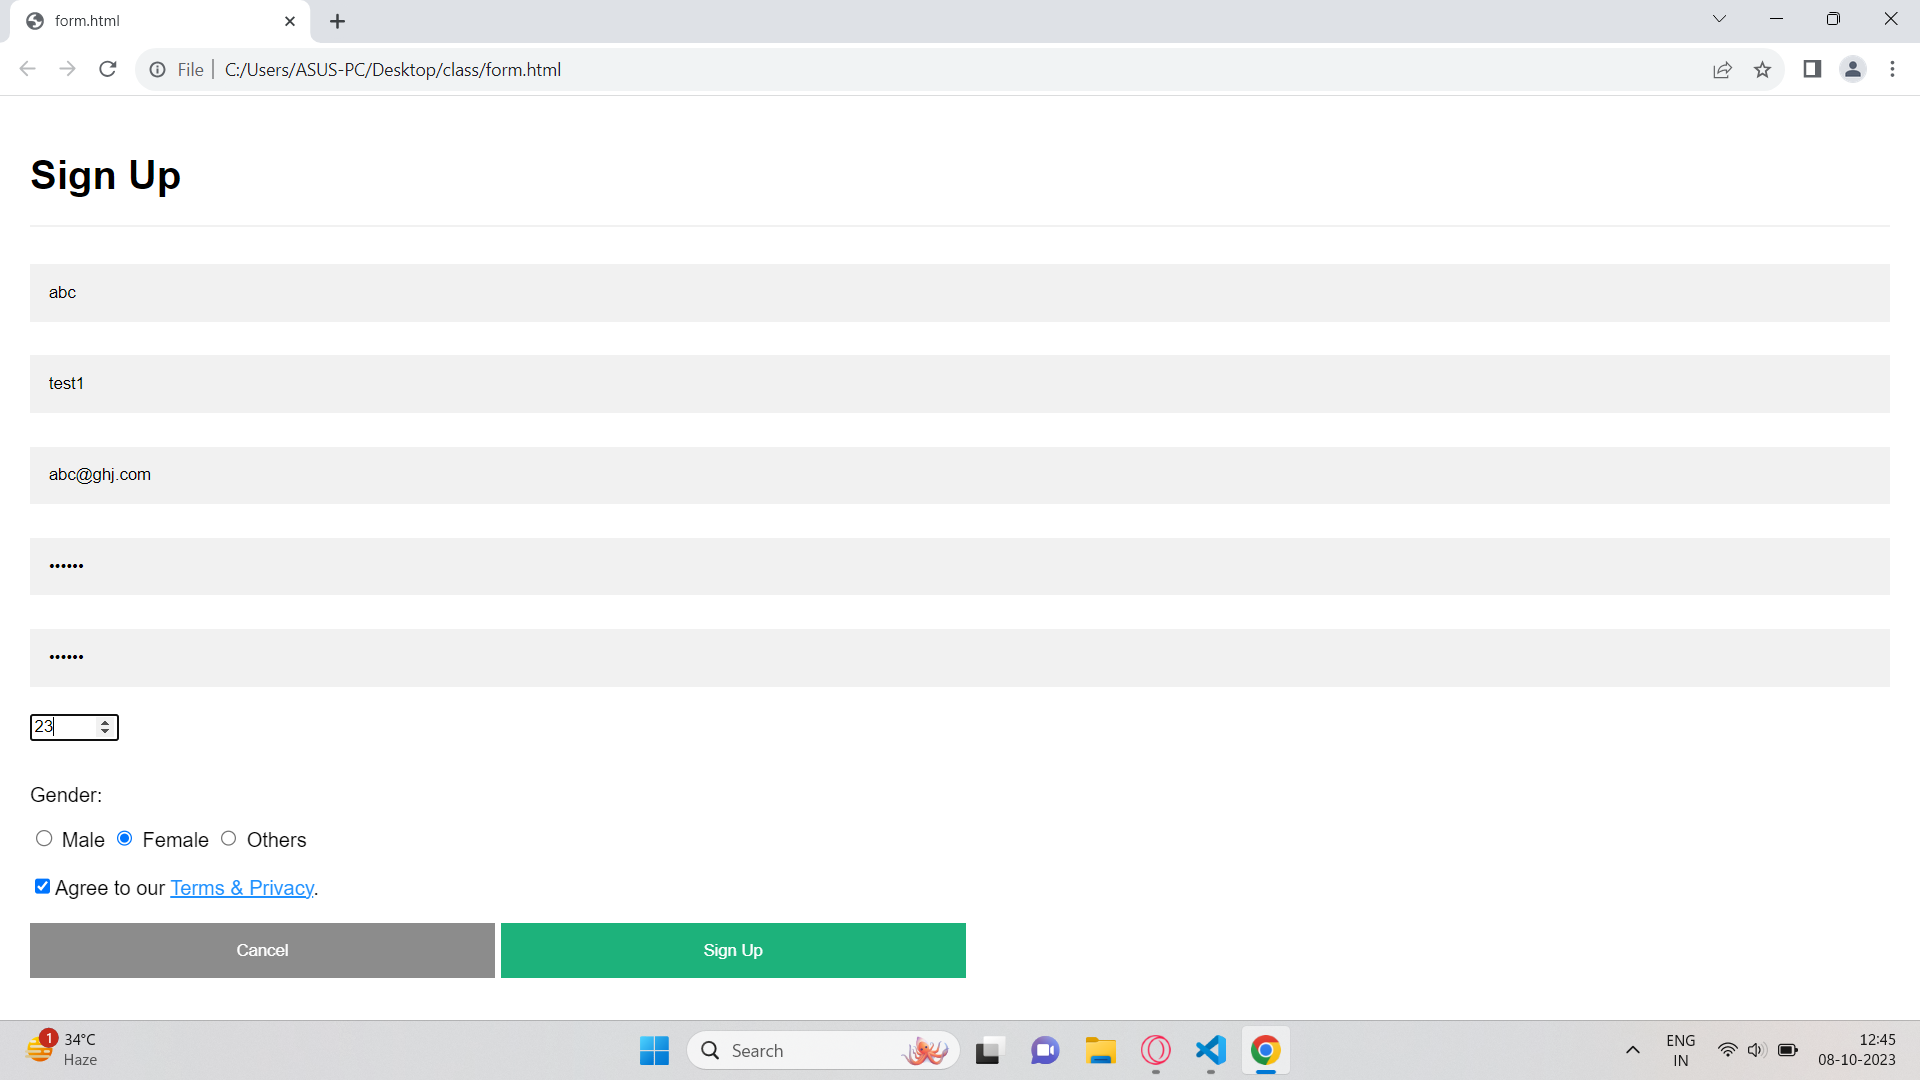 form.html
File
C:/Users/ASUS-PC/Desktop/class/form.html
Sign Up
abc
test1
abc@ghj.com
••••••
••••••
23
Gender:
Male Female Others
Agree to our Terms & Privacy.
Cancel Sign Up
1
34°C
Haze
Search
ENG
IN
12:45
08-10-2023